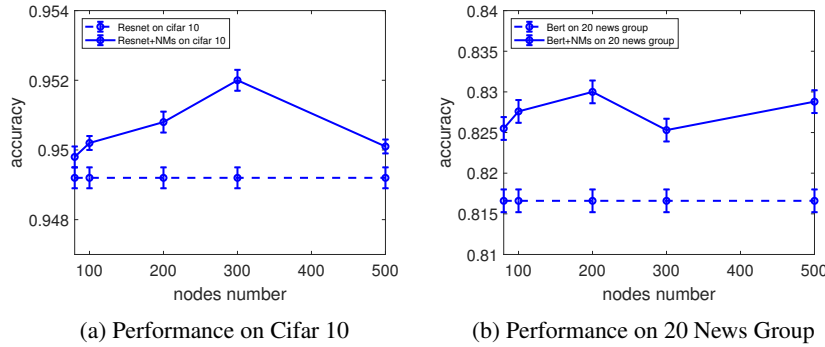 0.954
0.952
0.95
0.948
accuracy
Resnet on cifar 10
Resnet+NMs on cifar 10
100
200
300
400
500
nodes number
(a) Performance on Cifar 10
0.84
0.835
0.83
0.825
0.82
0.815
0.81
accuracy
Bert on 20 news group
Bert+NMs on 20 news group
100
200
300
400
500
nodes number
(b) Performance on 20 News Group